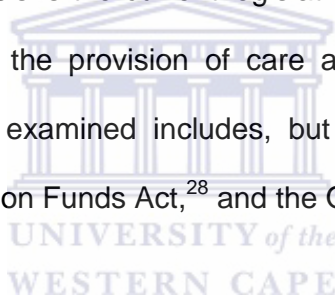 the provision of care a
examined includes, but
on Funds Act,²⁸ and the
UNIVERSITY of the
WESTERN CAPE